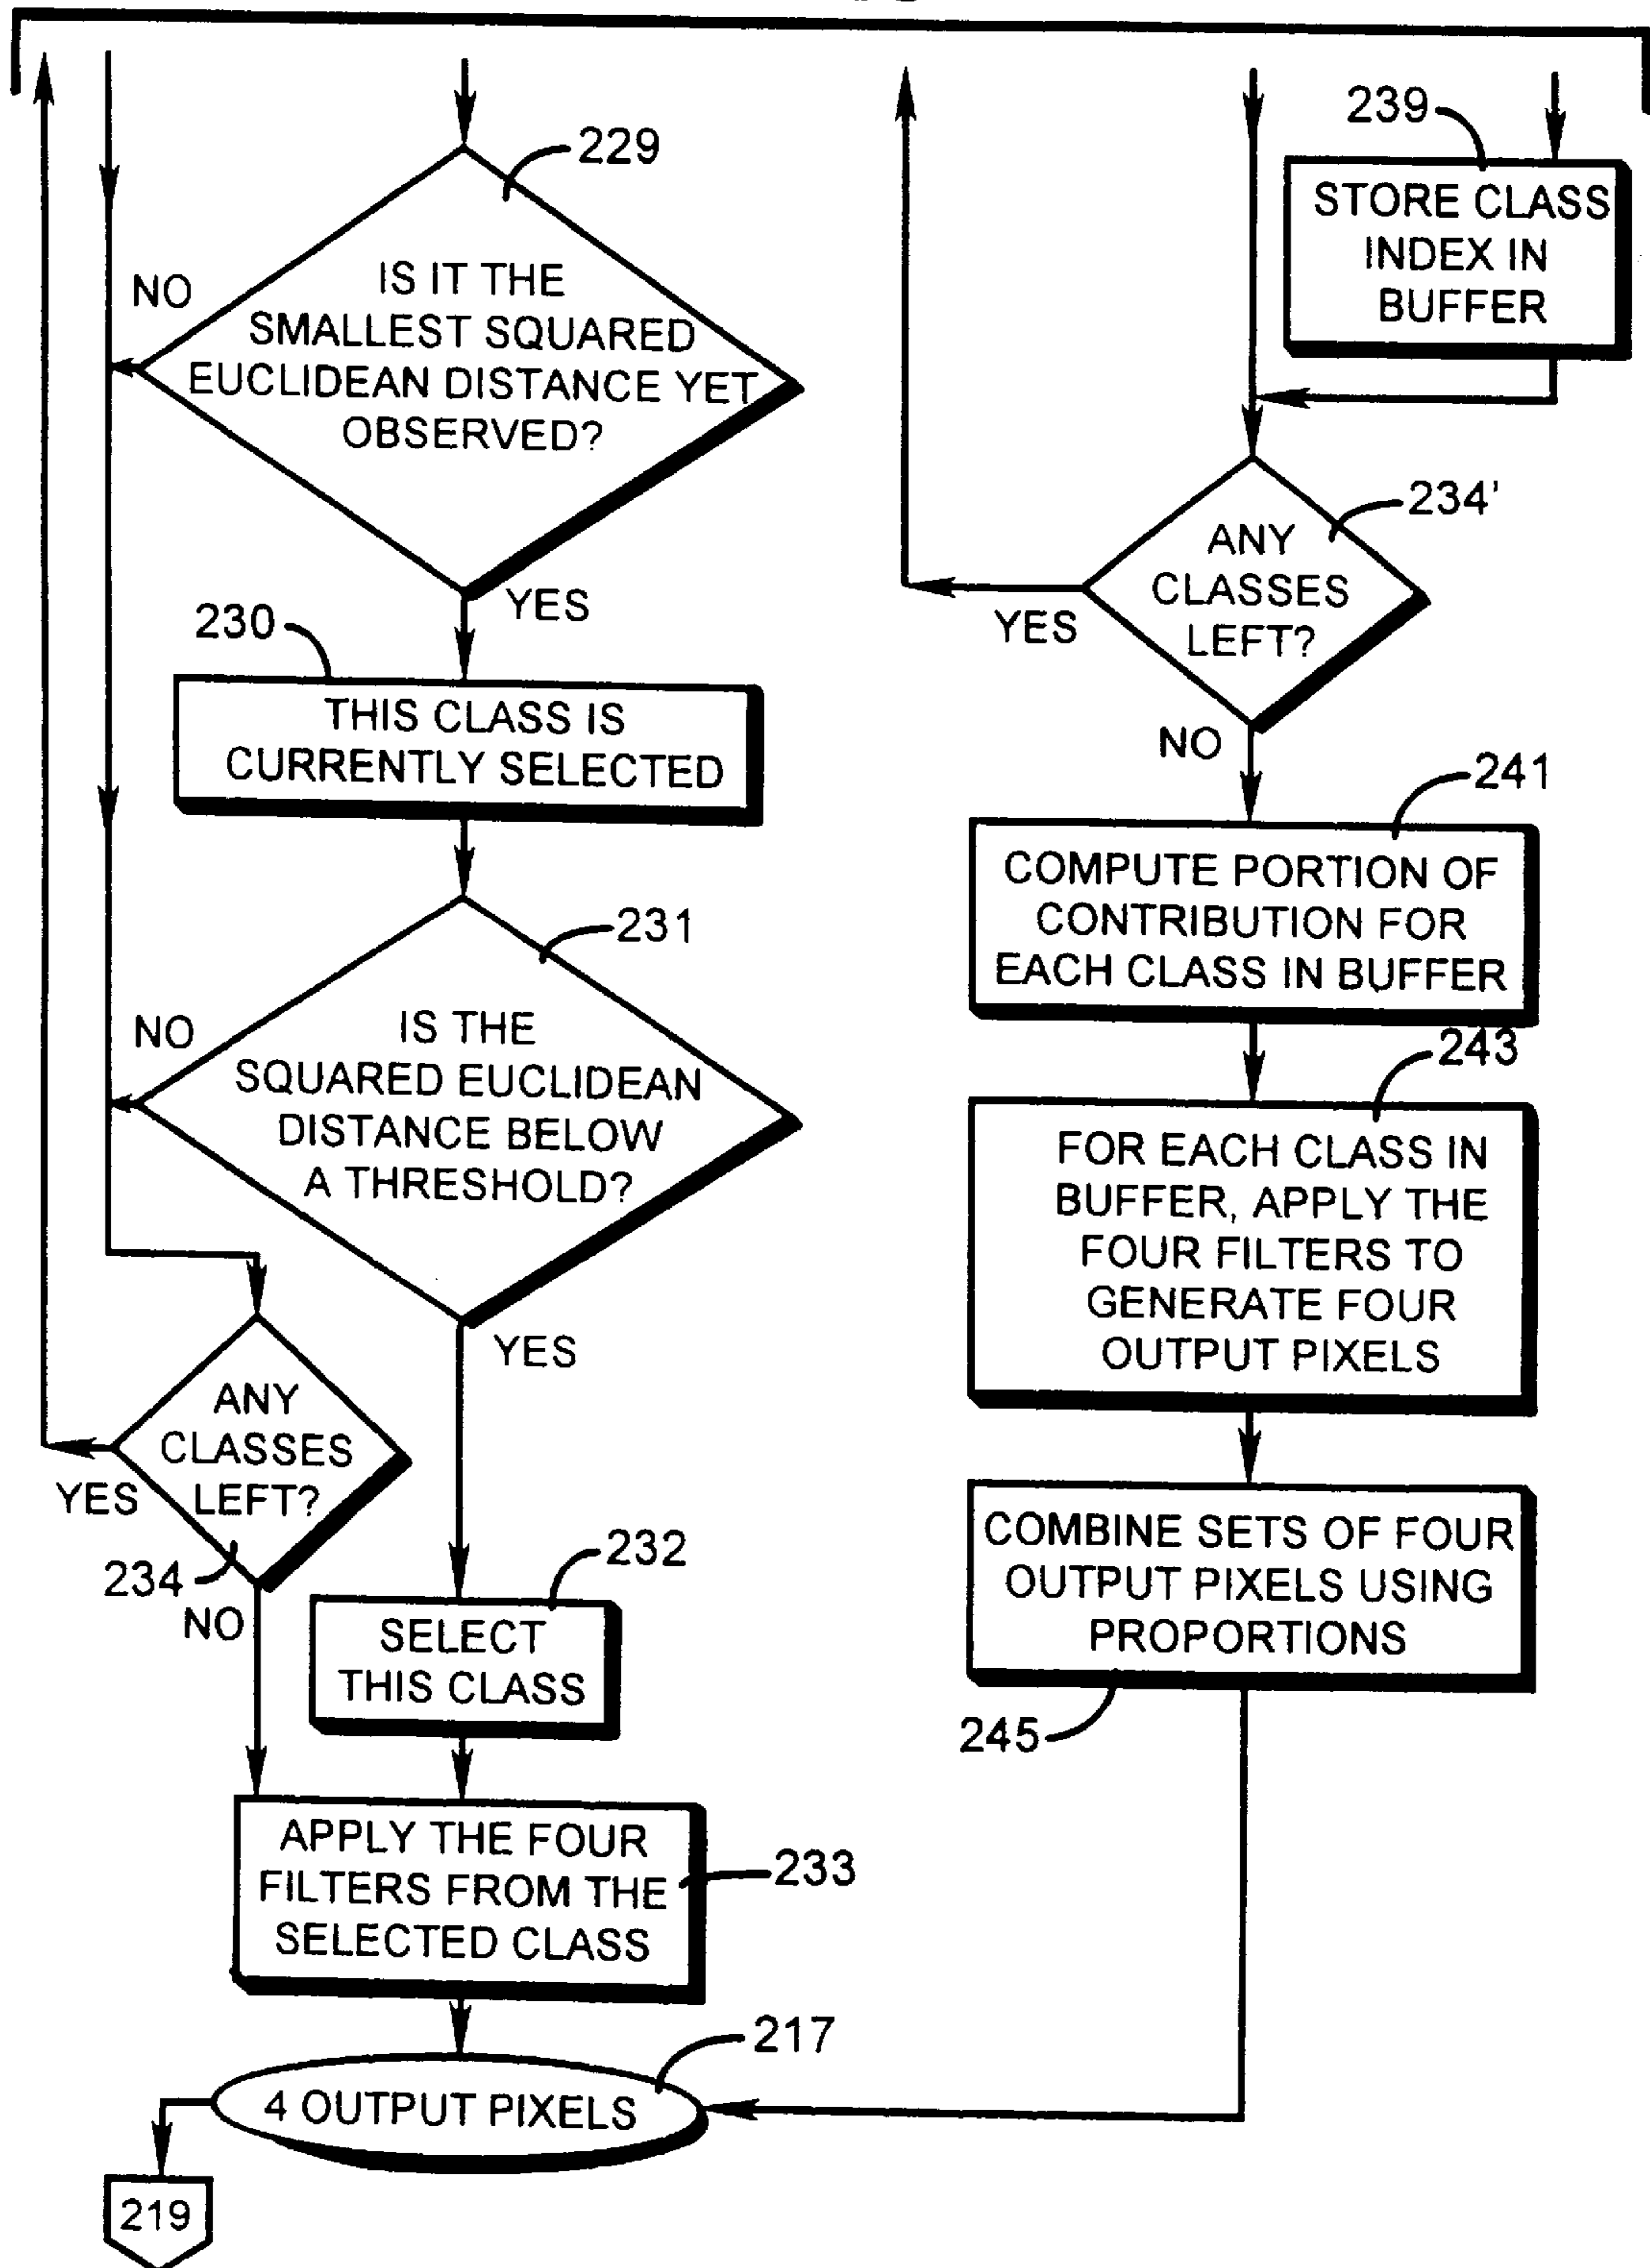 229
NO
IS IT THE
SMALLEST SQUARED
EUCLIDEAN DISTANCE YET
OBSERVED?
YES
230
THIS CLASS IS
CURRENTLY SELECTED
231
NO
IS THE
SQUARED EUCLIDEAN
DISTANCE BELOW
A THRESHOLD?
YES
ANY
CLASSES
LEFT?
YES
234
NO
232
SELECT
THIS CLASS
APPLY THE FOUR
FILTERS FROM THE
SELECTED CLASS
233
217
4 OUTPUT PIXELS
219
239
STORE CLASS
INDEX IN
BUFFER
234'
ANY
CLASSES
LEFT?
YES
NO
241
COMPUTE PORTION OF
CONTRIBUTION FOR
EACH CLASS IN BUFFER
243
FOR EACH CLASS IN
BUFFER, APPLY THE
FOUR FILTERS TO
GENERATE FOUR
OUTPUT PIXELS
COMBINE SETS OF FOUR
OUTPUT PIXELS USING
PROPORTIONS
245